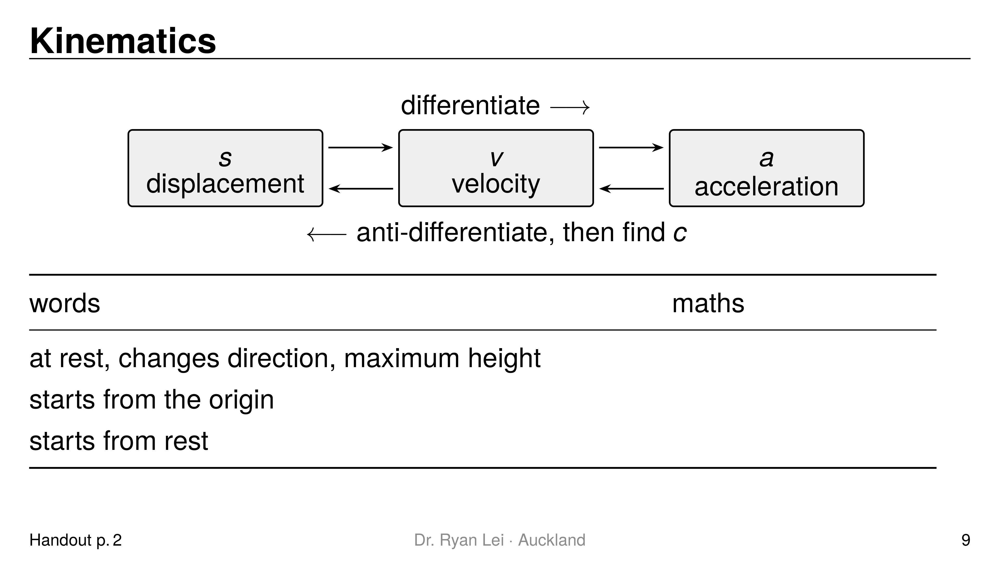 Kinematics
differentiate ⟶
s
displacement
v
velocity
a
acceleration
⟵ anti-differentiate, then find c
words maths
at rest, changes direction, maximum height
starts from the origin
starts from rest
Handout p. 2 Dr. Ryan Lei · Auckland 9